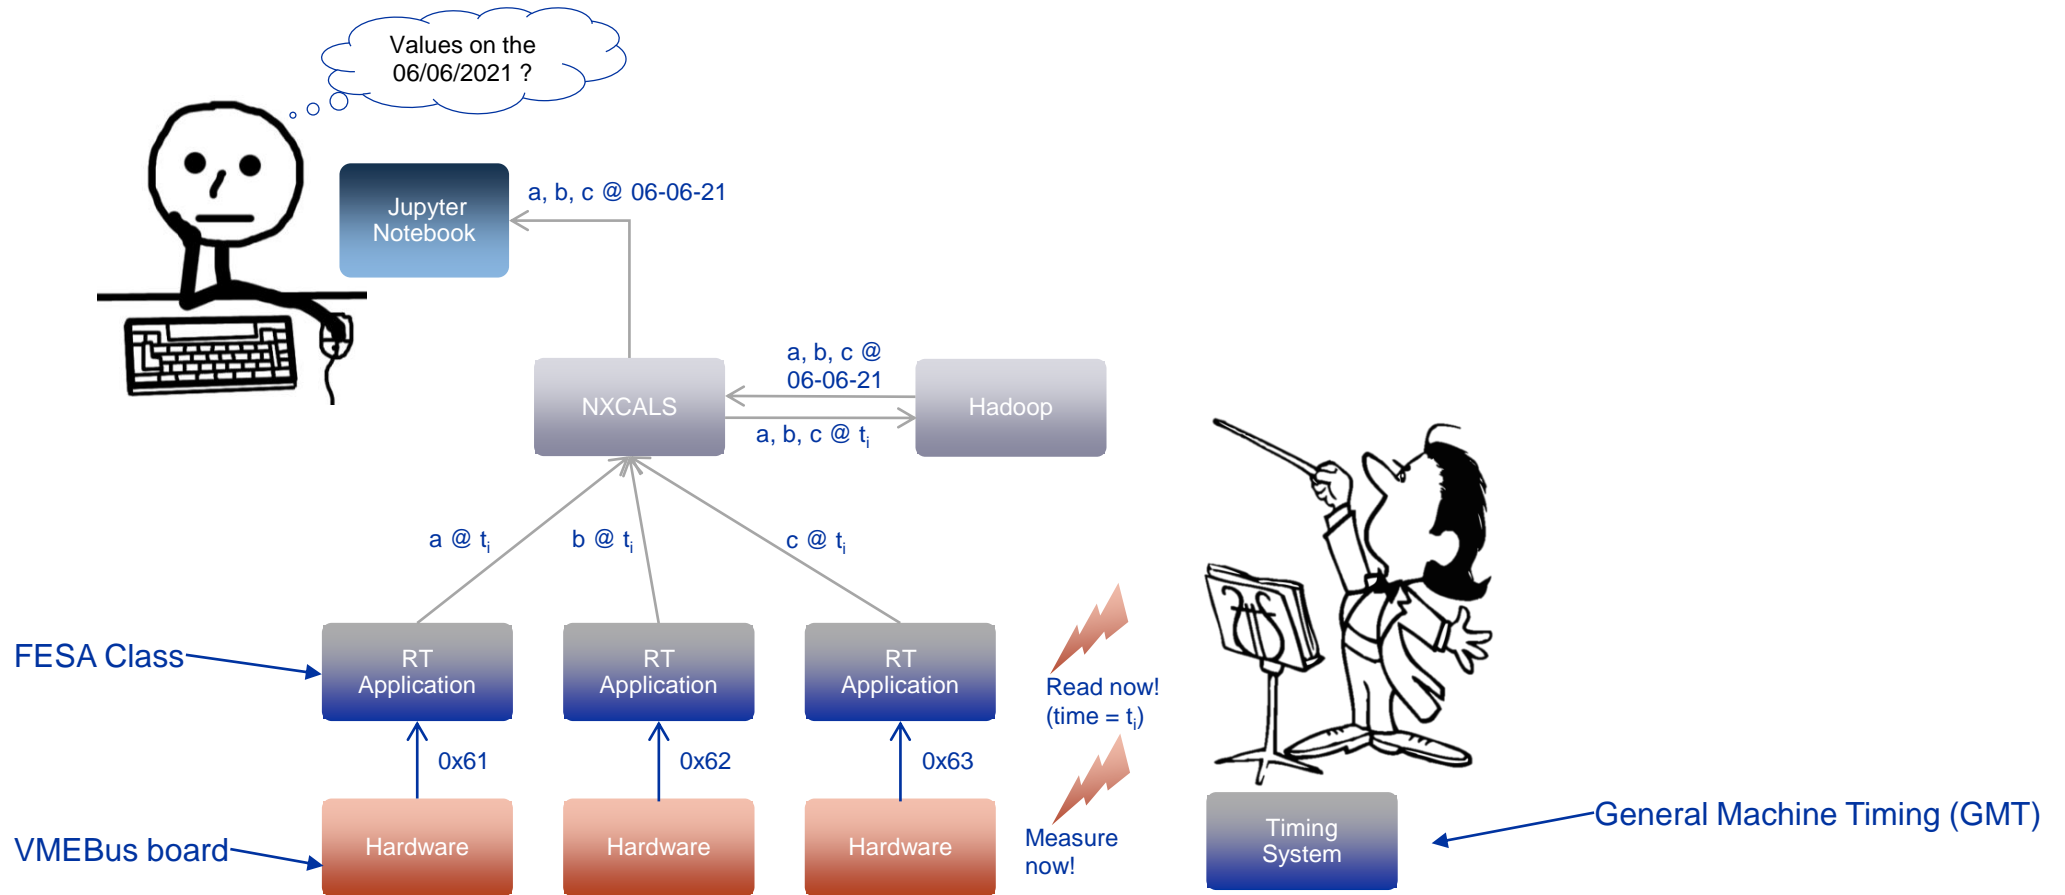 Values on the
06/06/2021 ?
Jupyter
Notebook
a, b, c @ 06-06-21
NXCALS
a, b, c @
06-06-21
a, b, c @ tᵢ
Hadoop
a @ tᵢ
b @ tᵢ
c @ tᵢ
FESA Class
RT
Application
RT
Application
RT
Application
Read now!
(time = tᵢ)
0x61
0x62
0x63
VMEBus board
Hardware
Hardware
Hardware
Measure
now!
Timing
System
General Machine Timing (GMT)